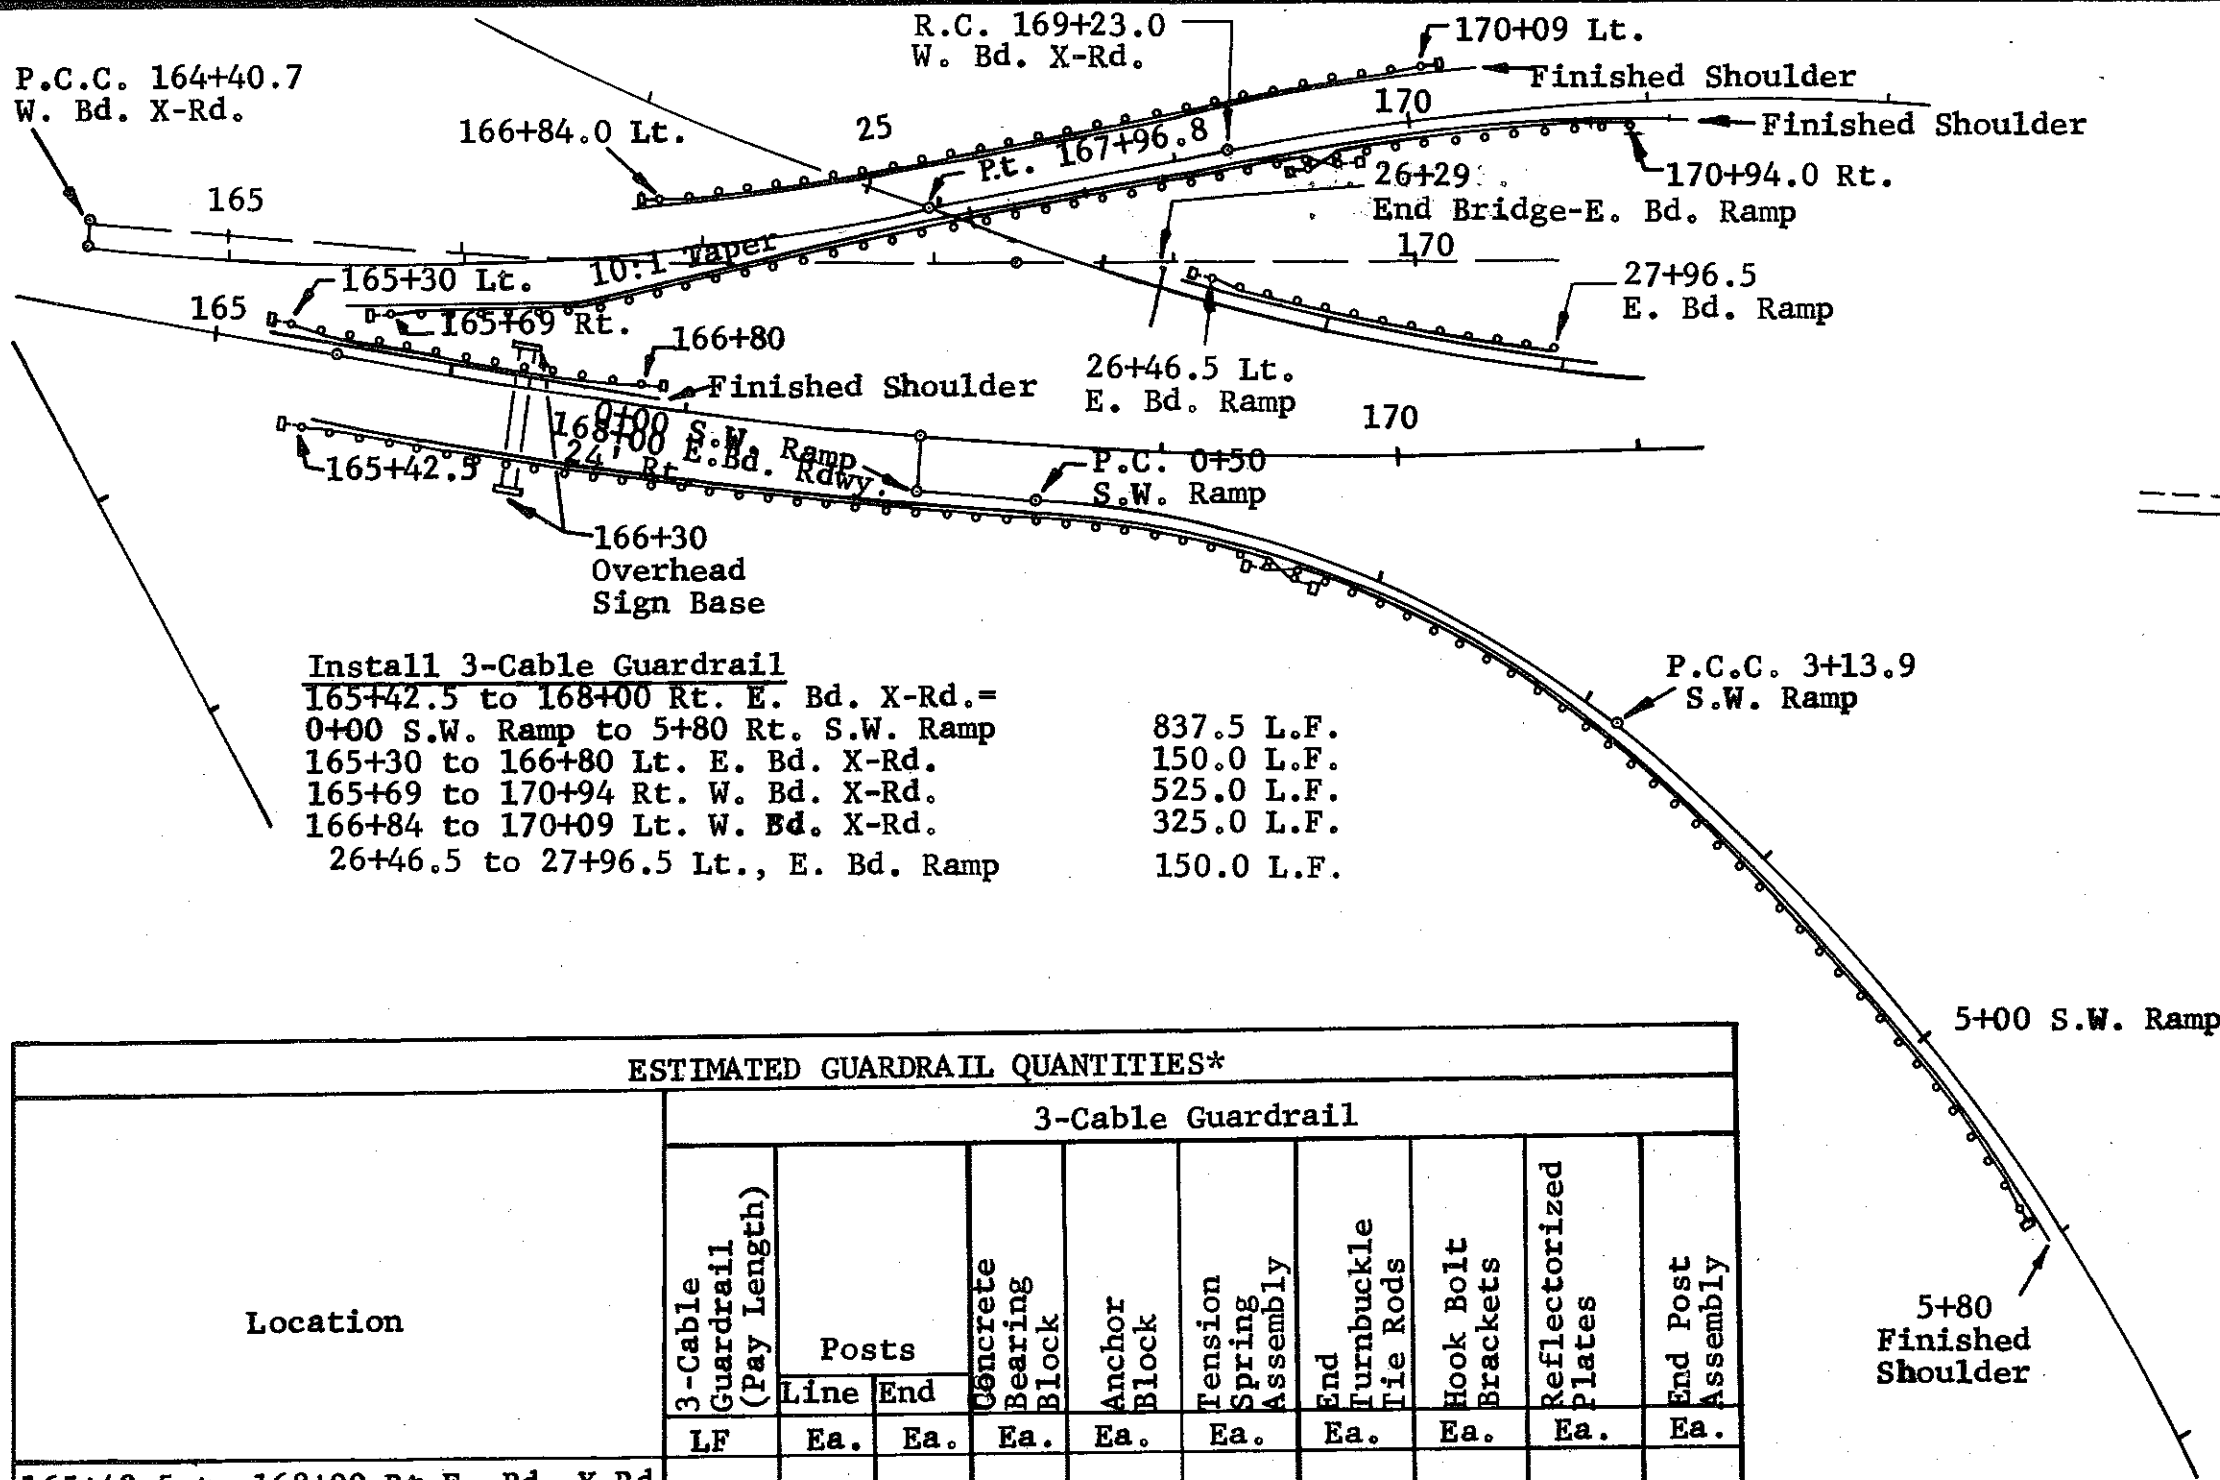 R.C. 169+23.0
W. Bd. X-Rd.
170+09 Lt.
P.C.C. 164+40.7
W. Bd. X-Rd.
Finished Shoulder
170
166+84.0 Lt.
25
Pt. 167+96.8
Finished Shoulder
165
26+29
End Bridge-E. Bd. Ramp
170+94.0 Rt.
10:1 Taper
170
165+30 Lt.
27+96.5
E. Bd. Ramp
165
165+69 Rt.
166+80
26+46.5 Lt.
E. Bd. Ramp
Finished Shoulder
0+00 S.W. Ramp
168+00 E.Bd. Rdwy.
24' Rt.
170
165+42.5
P.C. 0+50
S.W. Ramp
166+30
Overhead
Sign Base
Install 3-Cable Guardrail
165+42.5 to 168+00 Rt. E. Bd. X-Rd.=
0+00 S.W. Ramp to 5+80 Rt. S.W. Ramp 837.5 L.F.
165+30 to 166+80 Lt. E. Bd. X-Rd. 150.0 L.F.
165+69 to 170+94 Rt. W. Bd. X-Rd. 525.0 L.F.
166+84 to 170+09 Lt. W. Bd. X-Rd. 325.0 L.F.
26+46.5 to 27+96.5 Lt., E. Bd. Ramp 150.0 L.F.
P.C.C. 3+13.9
S.W. Ramp
5+00 S.W. Ramp
5+80
Finished
Shoulder
ESTIMATED GUARDRAIL QUANTITIES*
3-Cable Guardrail
Location
3-Cable
Guardrail
(Pay Length)
Posts
Line End
Concrete
Bearing
Block
Anchor
Block
Tension
Spring
Assembly
End
Turnbuckle
Tie Rods
Hook Bolt
Brackets
Reflectorized
Plates
End Post
Assembly
LF Ea. Ea. Ea. Ea. Ea. Ea. Ea. Ea. Ea.
165+42.5 to 168+00 Rt E. Bd. X-Rd